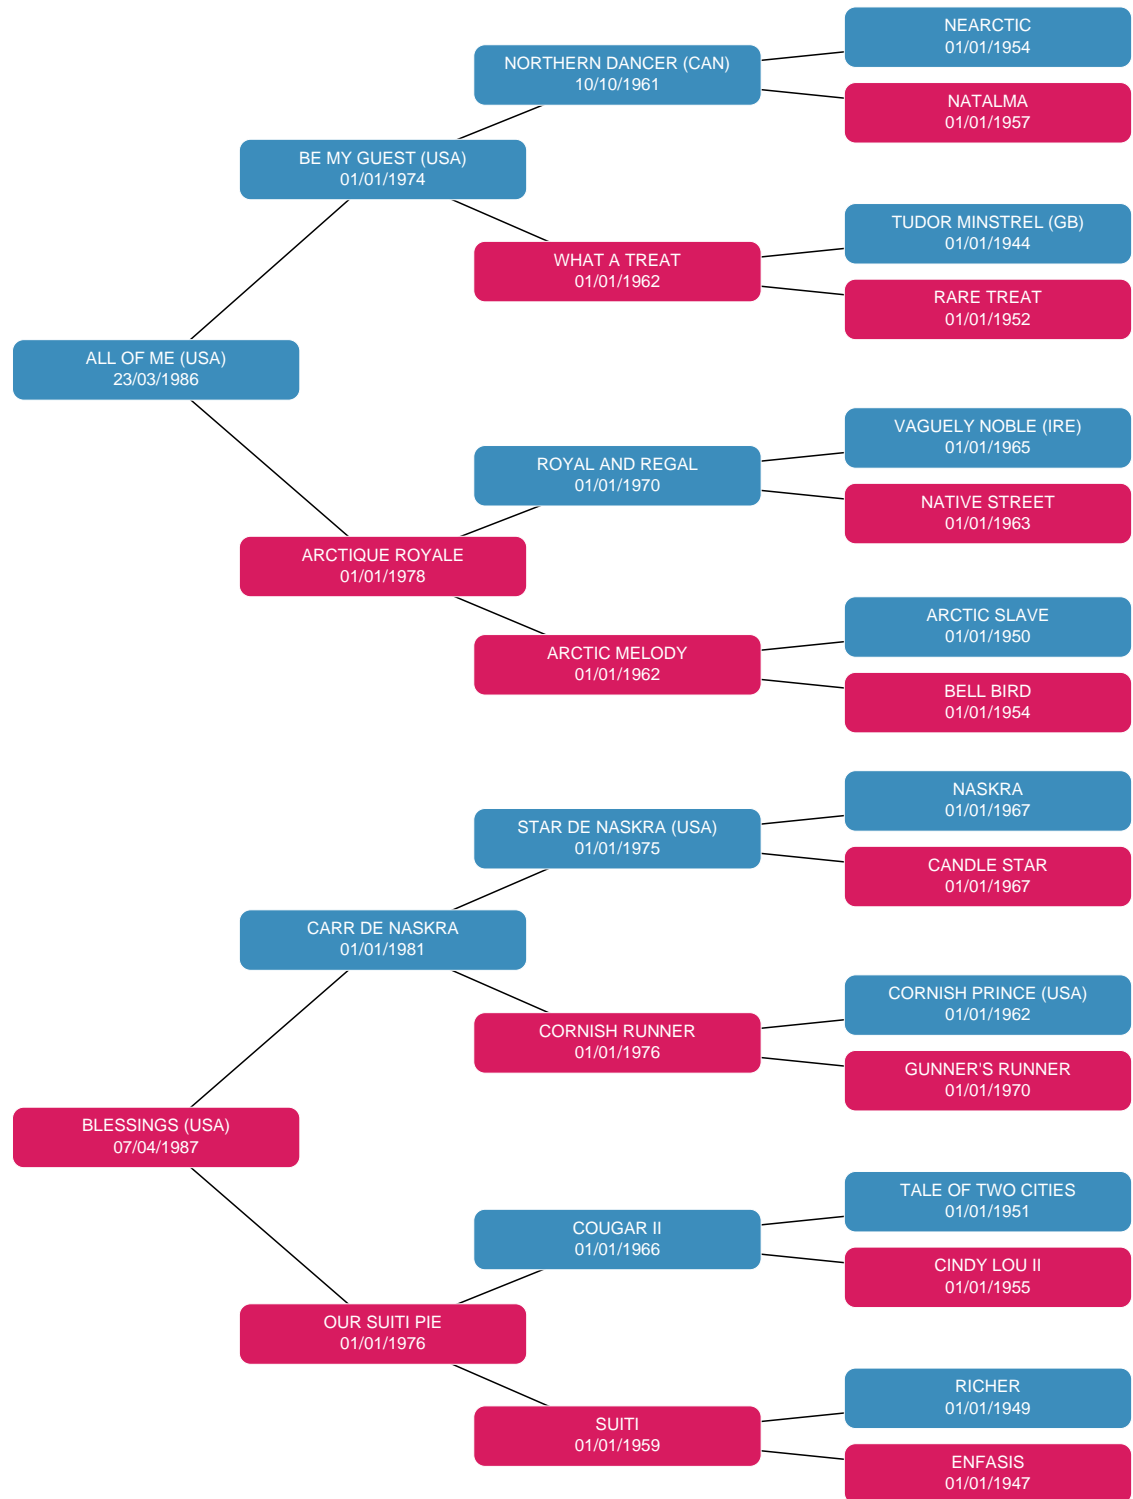 NEARCTIC
01/01/1954
NORTHERN DANCER (CAN)
10/10/1961
NATALMA
01/01/1957
BE MY GUEST (USA)
01/01/1974
TUDOR MINSTREL (GB)
01/01/1944
WHAT A TREAT
01/01/1962
RARE TREAT
01/01/1952
ALL OF ME (USA)
23/03/1986
VAGUELY NOBLE (IRE)
01/01/1965
ROYAL AND REGAL
01/01/1970
NATIVE STREET
01/01/1963
ARCTIQUE ROYALE
01/01/1978
ARCTIC SLAVE
01/01/1950
ARCTIC MELODY
01/01/1962
BELL BIRD
01/01/1954
NASKRA
01/01/1967
STAR DE NASKRA (USA)
01/01/1975
CANDLE STAR
01/01/1967
CARR DE NASKRA
01/01/1981
CORNISH PRINCE (USA)
01/01/1962
CORNISH RUNNER
01/01/1976
GUNNER'S RUNNER
01/01/1970
BLESSINGS (USA)
07/04/1987
TALE OF TWO CITIES
01/01/1951
COUGAR II
01/01/1966
CINDY LOU II
01/01/1955
OUR SUITI PIE
01/01/1976
RICHER
01/01/1949
SUITI
01/01/1959
ENFASIS
01/01/1947